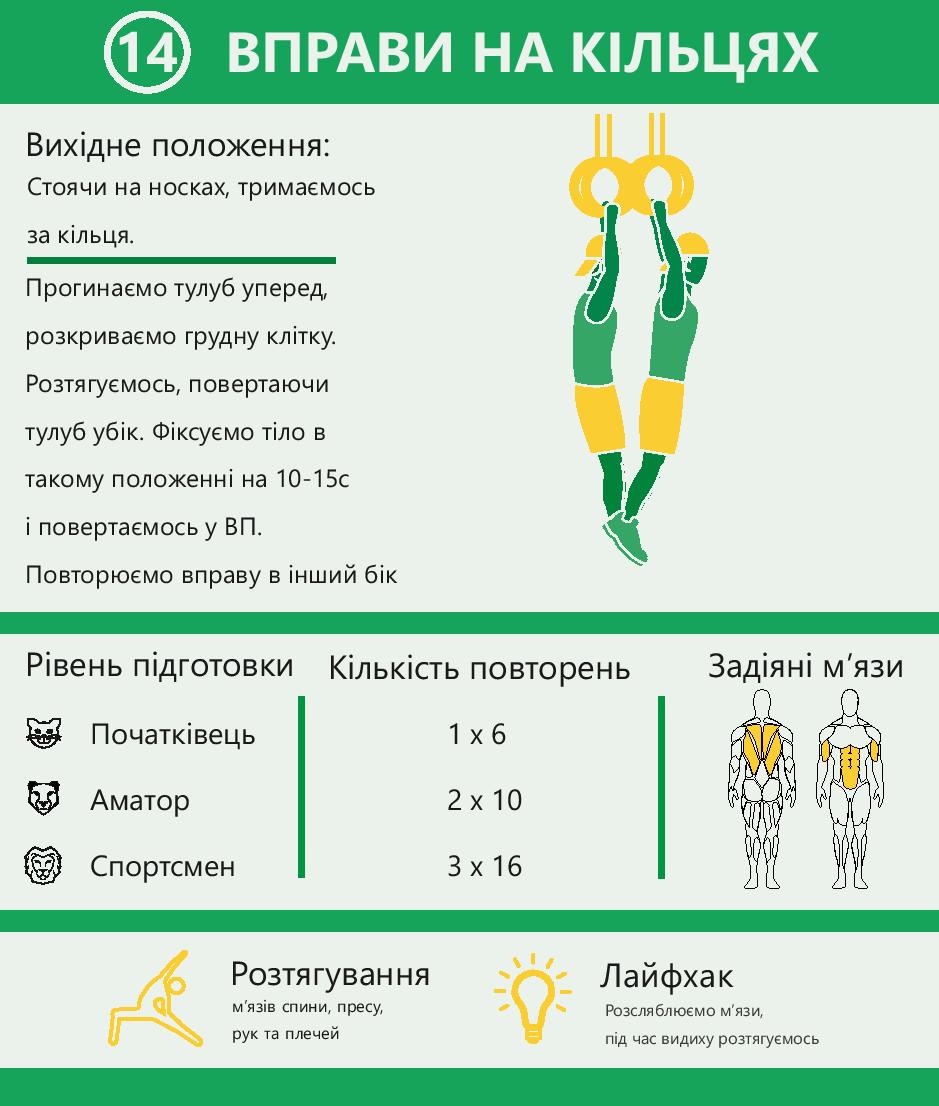 14 ВПРАВИ НА КІЛЬЦЯХ
Вихідне положення:
Стоячи на носках, тримаємось
за кільця.
Прогинаємо тулуб уперед,
розкриваємо грудну клітку.
Розтягуємось, повертаючи
тулуб убік. Фіксуємо тіло в
такому положенні на 10-15с
і повертаємось у ВП.
Повторюємо вправу в інший бік
Рівень підготовки
Кількість повторень
Задіяні м’язи
Початківець
1 x 6
Аматор
2 x 10
Спортсмен
3 x 16
Розтягування
м’язів спини, пресу,
рук та плечей
Лайфхак
Розсляблюємо м’язи,
під час видиху розтягуємось